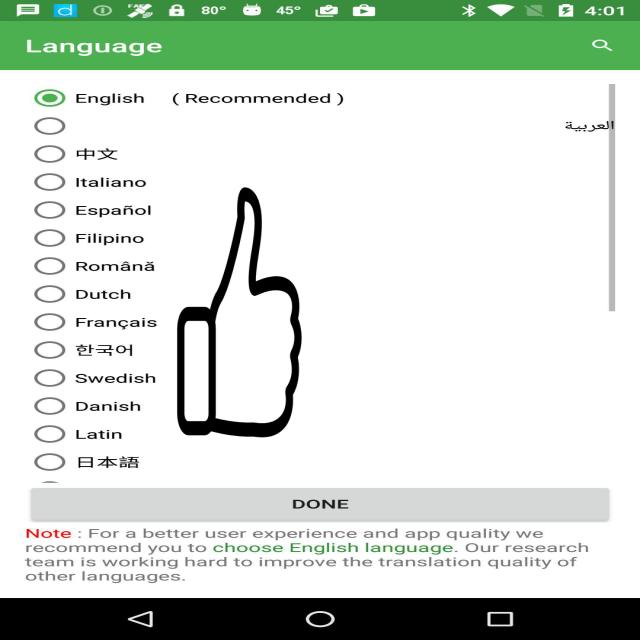 80° 45° 4:01
Language
English ( Recommended )
العربية
中文
Italiano
Español
Filipino
Română
Dutch
Français
한국어
Swedish
Danish
Latin
日本語
DONE
Note : For a better user experience and app quality we
recommend you to choose English language. Our research
team is working hard to improve the translation quality of
other languages.